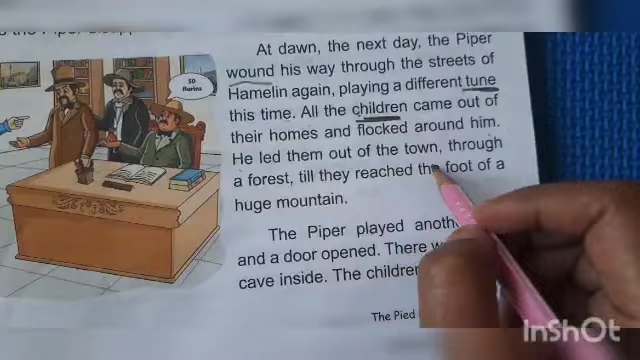 the Piper
50
florins
At dawn, the next day, the Piper
wound his way through the streets of
Hamelin again, playing a different tune
this time. All the children came out of
their homes and flocked around him.
He led them out of the town, through
a forest, till they reached the foot of a
huge mountain.
The Piper played
and a door opened. There
cave inside. The children
The Pied
InShOt